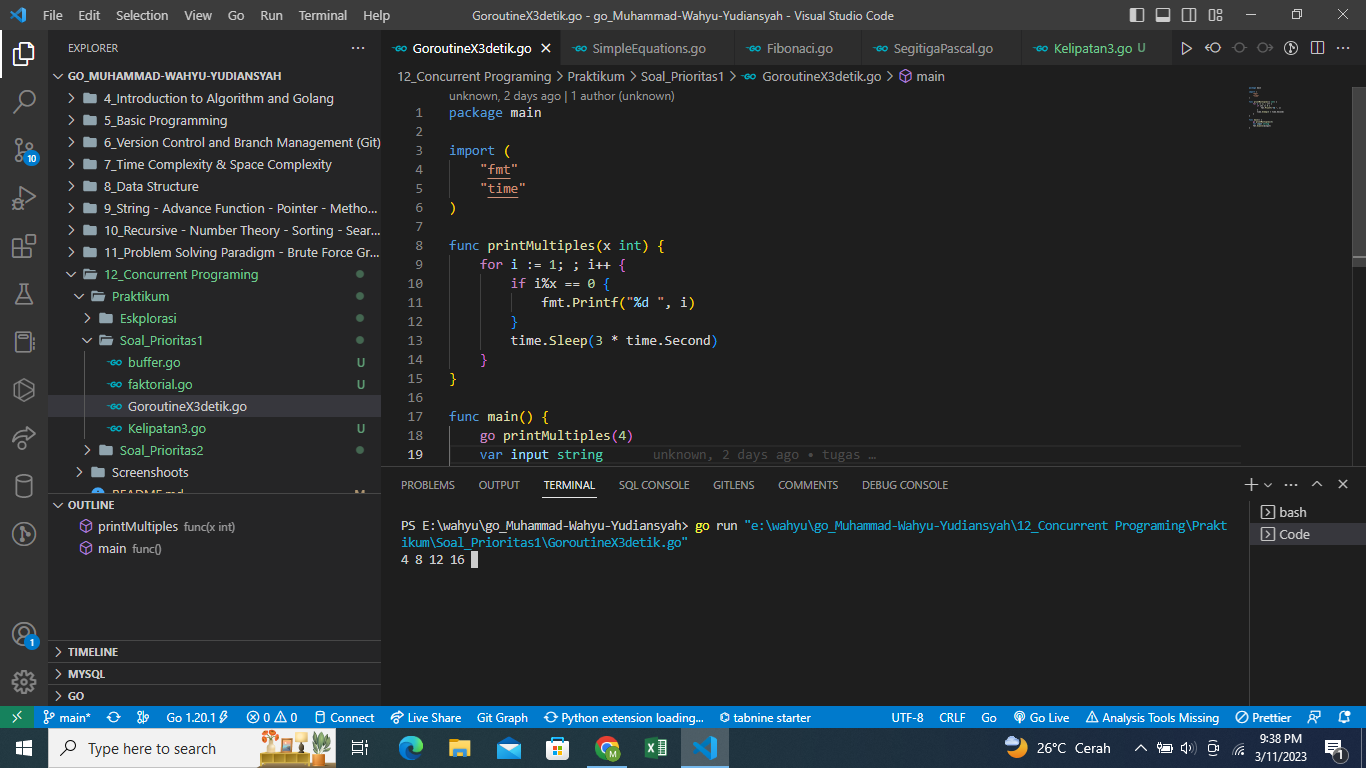 File Edit Selection View Go Run Terminal Help
GoroutineX3detik.go - go_Muhammad-Wahyu-Yudiansyah - Visual Studio Code
EXPLORER
GO_MUHAMMAD-WAHYU-YUDIANSYAH
4_Introduction to Algorithm and Golang
5_Basic Programming
6_Version Control and Branch Management (Git)
7_Time Complexity & Space Complexity
8_Data Structure
9_String - Advance Function - Pointer - Metho...
10_Recursive - Number Theory - Sorting - Sear...
11_Problem Solving Paradigm - Brute Force Gr...
12_Concurrent Programing
Praktikum
Eskplorasi
Soal_Prioritas1
buffer.go U
faktorial.go U
GoroutineX3detik.go
Kelipatan3.go U
Soal_Prioritas2
Screenshoots
README.md M
OUTLINE
printMultiples func(x int)
main func()
TIMELINE
MYSQL
GO
10
1
GoroutineX3detik.go SimpleEquations.go Fibonaci.go SegitigaPascal.go Kelipatan3.go U
12_Concurrent Programing > Praktikum > Soal_Prioritas1 > GoroutineX3detik.go > main
unknown, 2 days ago | 1 author (unknown)
1 package main
2
3 import (
4 "fmt"
5 "time"
6 )
7
8 func printMultiples(x int) {
9 for i := 1; ; i++ {
10 if i%x == 0 {
11 fmt.Printf("%d ", i)
12 }
13 time.Sleep(3 * time.Second)
14 }
15 }
16
17 func main() {
18 go printMultiples(4)
19 var input string unknown, 2 days ago • tugas …
PROBLEMS OUTPUT TERMINAL SQL CONSOLE GITLENS COMMENTS DEBUG CONSOLE
PS E:\wahyu\go_Muhammad-Wahyu-Yudiansyah> go run "e:\wahyu\go_Muhammad-Wahyu-Yudiansyah\12_Concurrent Programing\Prakt
ikum\Soal_Prioritas1\GoroutineX3detik.go"
4 8 12 16
bash
Code
main* Go 1.20.1 0 0 Connect Live Share Git Graph Python extension loading... tabnine starter UTF-8 CRLF Go Go Live Analysis Tools Missing Prettier
Type here to search
26°C Cerah
9:38 PM
3/11/2023
1